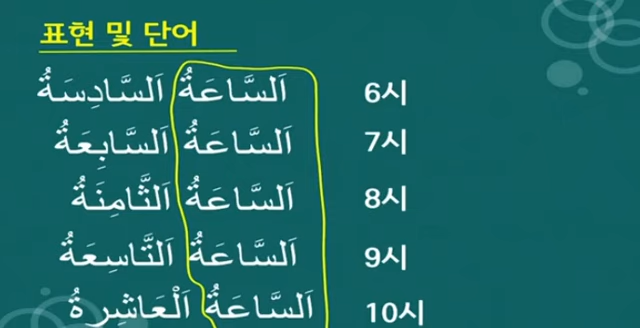 표현 및 단어
اَلسَّاعَةُ اَلسَّادِسَةُ 6시
اَلسَّاعَةُ اَلسَّابِعَةُ 7시
اَلسَّاعَةُ اَلثَّامِنَةُ 8시
اَلسَّاعَةُ اَلتَّاسِعَةُ 9시
اَلسَّاعَةُ اَلْعَاشِرَةُ 10시